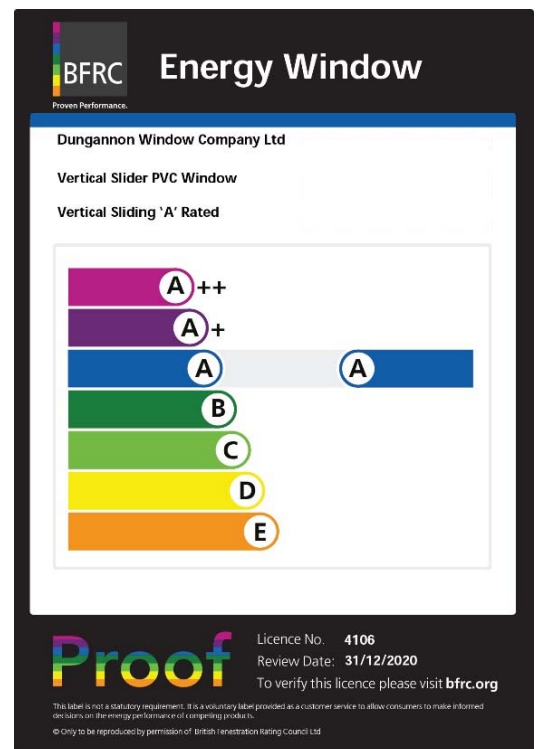 BFRC
Proven Performance.
Energy Window
Dungannon Window Company Ltd
Vertical Slider PVC Window
Vertical Sliding ‘A’ Rated
A++
A+
A A
B
C
D
E
Proof
Licence No. 4106
Review Date: 31/12/2020
To verify this licence please visit bfrc.org
This label is not a statutory requirement. It is a voluntary label provided as a customer service to allow consumers to make informed
decisions on the energy performance of competing products.
© Only to be reproduced by permission of British Fenestration Rating Council Ltd